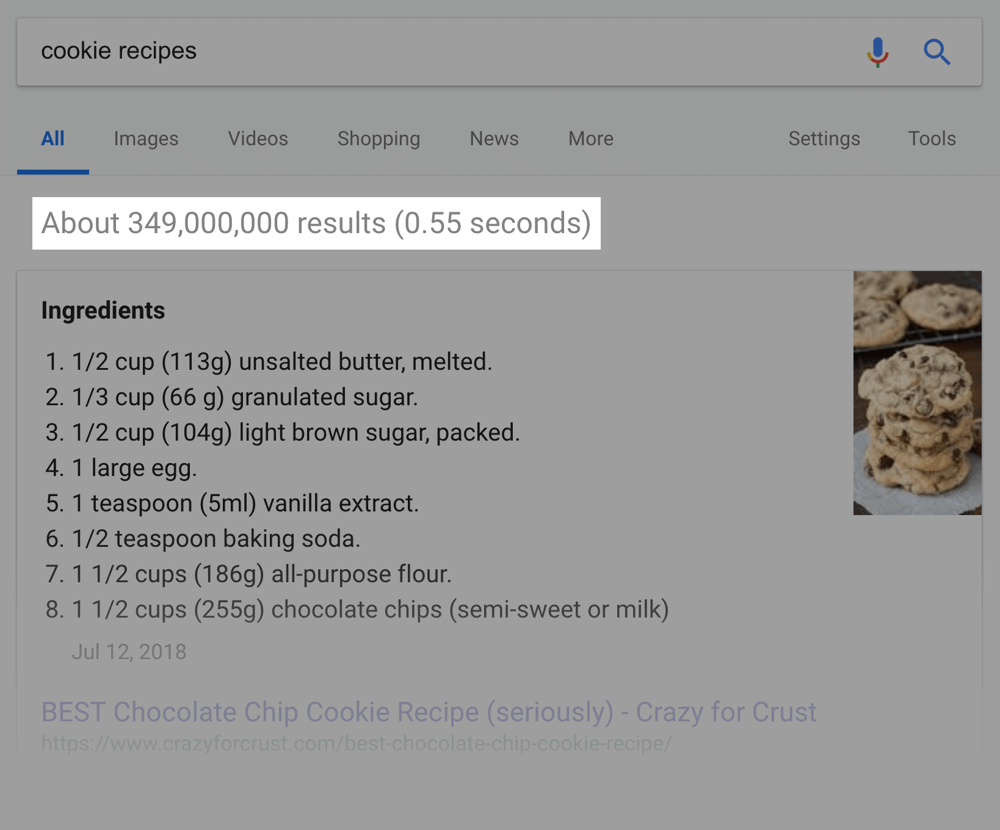 cookie recipes
All Images Videos Shopping News More Settings Tools
About 349,000,000 results (0.55 seconds)
Ingredients
1. 1/2 cup (113g) unsalted butter, melted.
2. 1/3 cup (66 g) granulated sugar.
3. 1/2 cup (104g) light brown sugar, packed.
4. 1 large egg.
5. 1 teaspoon (5ml) vanilla extract.
6. 1/2 teaspoon baking soda.
7. 1 1/2 cups (186g) all-purpose flour.
8. 1 1/2 cups (255g) chocolate chips (semi-sweet or milk)
Jul 12, 2018
BEST Chocolate Chip Cookie Recipe (seriously) - Crazy for Crust
https://www.crazyforcrust.com/best-chocolate-chip-cookie-recipe/